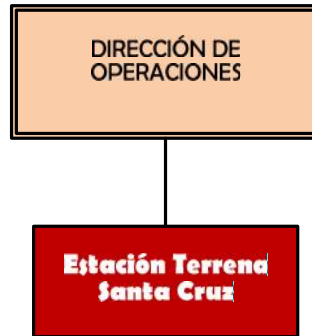 DIRECCIÓN DE
OPERACIONES
Estación Terrena
Santa Cruz